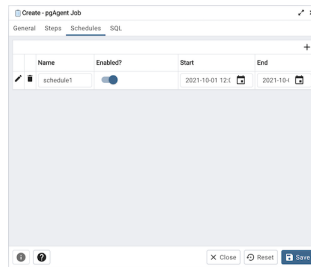 Create - pgAgent Job
General Steps Schedules SQL
Name Enabled? Start End
schedule1 2021-10-01 12:( 2021-10-(
Close Reset Save